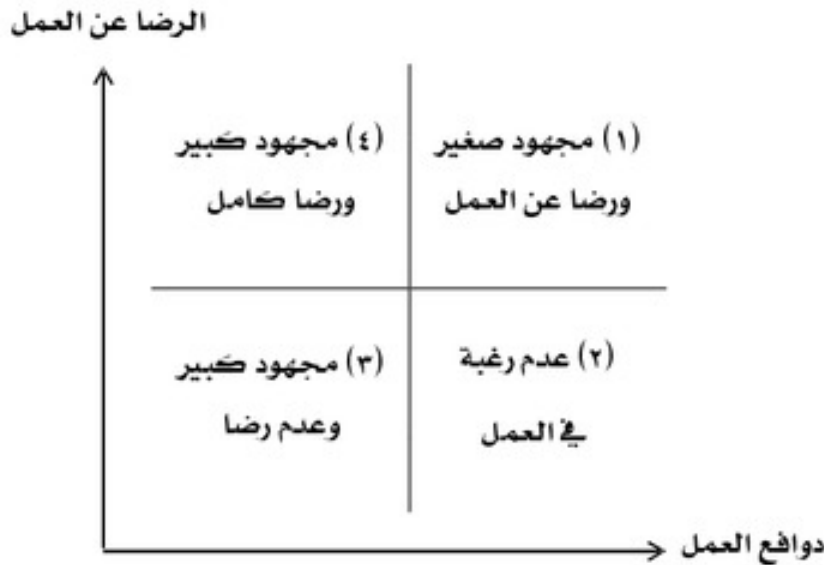 الرضا عن العمل
(١) مجهود صغير
ورضا عن العمل
(٤) مجهود كبير
ورضا كامل
(٢) عدم رغبة
في العمل
(٣) مجهود كبير
وعدم رضا
دوافع العمل